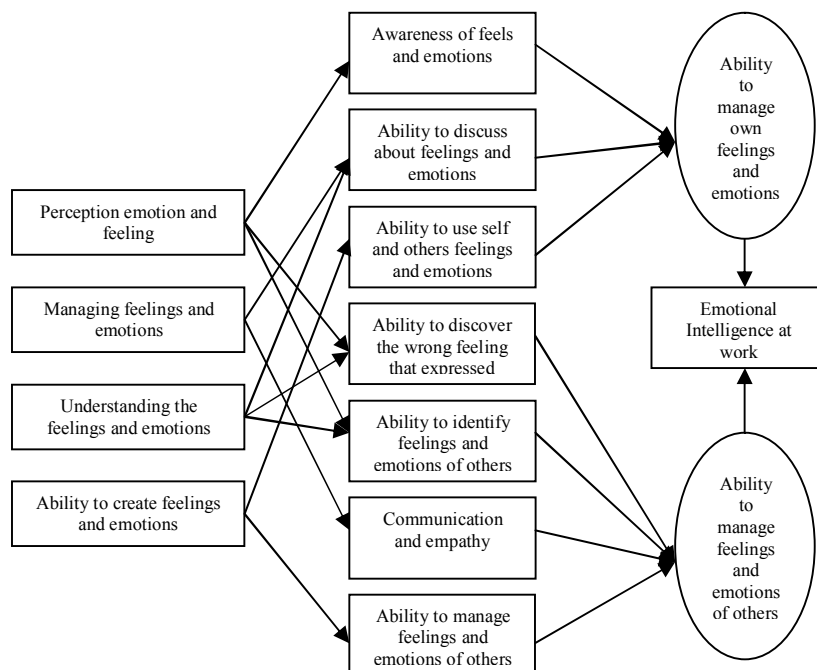 Perception emotion and
feeling
Managing feelings and
emotions
Understanding the
feelings and emotions
Ability to create feelings
and emotions
Awareness of feels
and emotions
Ability to discuss
about feelings and
emotions
Ability to use self
and others feelings
and emotions
Ability to discover
the wrong feeling
that expressed
Ability to identify
feelings and
emotions of others
Communication
and empathy
Ability to manage
feelings and
emotions of others
Ability
to
manage
own
feelings
and
emotions
Emotional
Intelligence at
work
Ability
to
manage
feelings
and
emotions
of others